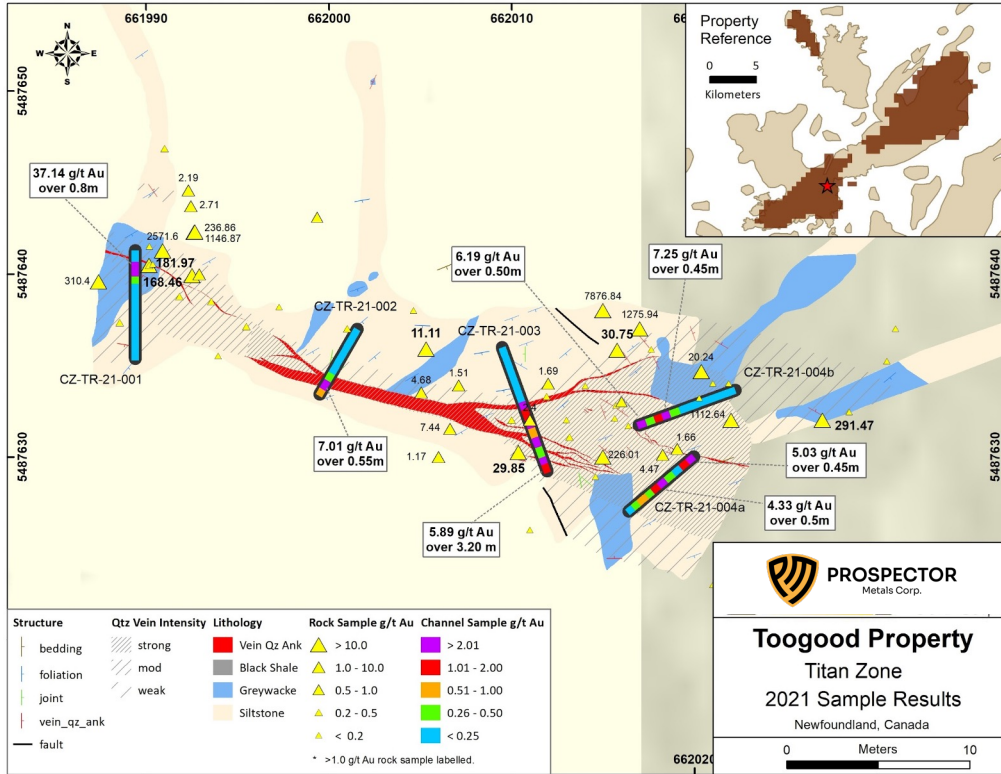 661990
662000
662010
N
W
E
S
5487650
5487640
5487630
Property
Reference
0 5
Kilometers
5487640
5487630
662020
37.14 g/t Au
over 0.8m
2.19
2.71
236.86
1146.87
2571.6
181.97
168.46
310.4
CZ-TR-21-001
CZ-TR-21-002
11.11
CZ-TR-21-003
6.19 g/t Au
over 0.50m
7.25 g/t Au
over 0.45m
7876.84
1275.94
30.75
20.24
CZ-TR-21-004b
1.69
1.51
4.68
7.44
1.17
29.85
1112.64
291.47
226.01
1.66
4.47
CZ-TR-21-004a
7.01 g/t Au
over 0.55m
5.89 g/t Au
over 3.20 m
5.03 g/t Au
over 0.45m
4.33 g/t Au
over 0.5m
Structure
bedding
foliation
joint
vein_qz_ank
fault
Qtz Vein Intensity
strong
mod
weak
Lithology
Vein Qz Ank
Black Shale
Greywacke
Siltstone
Rock Sample g/t Au
> 10.0
1.0 - 10.0
0.5 - 1.0
0.2 - 0.5
< 0.2
* >1.0 g/t Au rock sample labelled.
Channel Sample g/t Au
> 2.01
1.01 - 2.00
0.51 - 1.00
0.26 - 0.50
< 0.25
PROSPECTOR
Metals Corp.
Toogood Property
Titan Zone
2021 Sample Results
Newfoundland, Canada
Meters
0 10